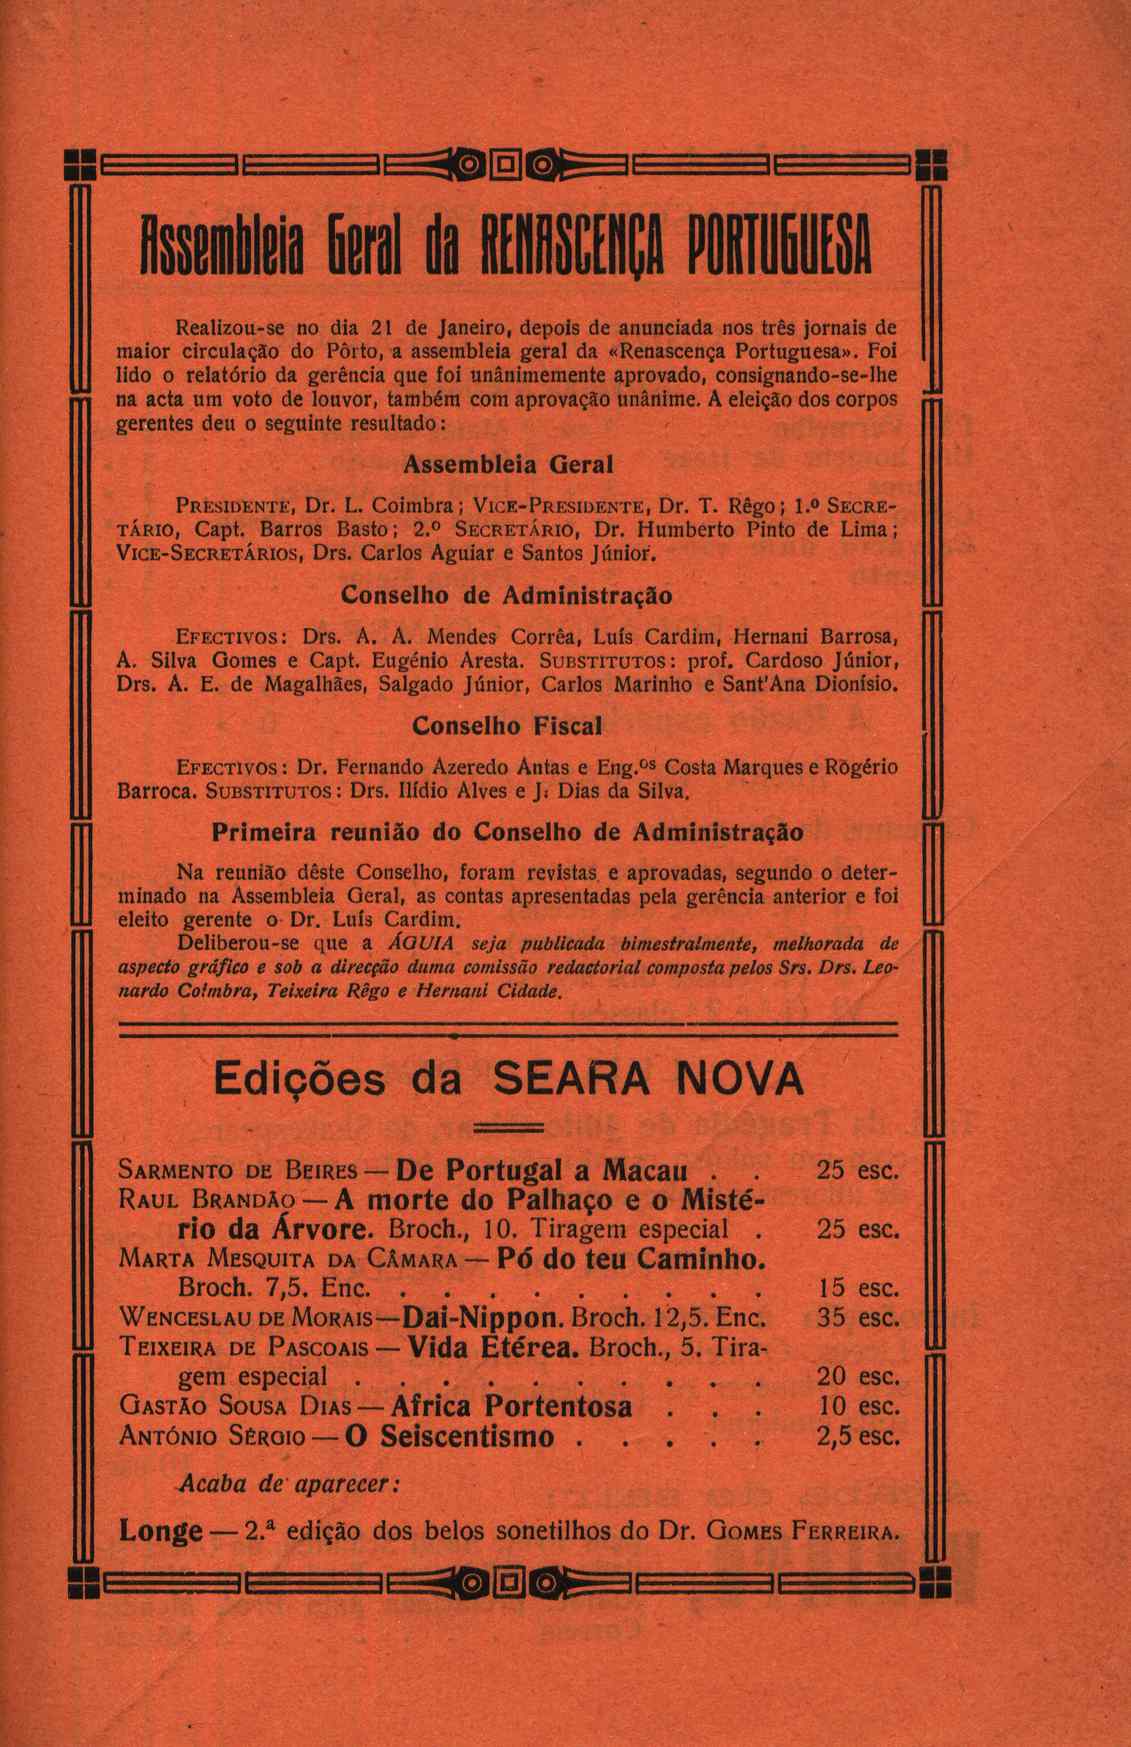 Assembleia Geral da RENASCENÇA PORTUGUESA
Realizou-se no dia 21 de Janeiro, depois de anunciada nos três jornais de
maior circulação do Pôrto, a assembleia geral da «Renascença Portuguesa». Foi
lido o relatório da gerência que foi unânimemente aprovado, consignando-se-lhe
na acta um voto de louvor, também com aprovação unânime. A eleição dos corpos
gerentes deu o seguinte resultado:
Assembleia Geral
PRESIDENTE, Dr. L. Coimbra; VICE-PRESIDENTE, Dr. T. Rêgo; 1.º SECRE-
TÁRIO, Capt. Barros Basto; 2.º SECRETÁRIO, Dr. Humberto Pinto de Lima;
VICE-SECRETÁRIOS, Drs. Carlos Aguiar e Santos Júnior.
Conselho de Administração
EFECTIVOS: Drs. A. A. Mendes Corrêa, Luís Cardim, Hernani Barrosa,
A. Silva Gomes e Capt. Eugénio Aresta. SUBSTITUTOS: prof. Cardoso Júnior,
Drs. A. E. de Magalhães, Salgado Júnior, Carlos Marinho e Sant'Ana Dionísio.
Conselho Fiscal
EFECTIVOS: Dr. Fernando Azeredo Antas e Eng.os Costa Marques e Rogério
Barroca. SUBSTITUTOS: Drs. Ilídio Alves e J. Dias da Silva.
Primeira reunião do Conselho de Administração
Na reunião dêste Conselho, foram revistas e aprovadas, segundo o deter-
minado na Assembleia Geral, as contas apresentadas pela gerência anterior e foi
eleito gerente o Dr. Luís Cardim.
Deliberou-se que a ÁGUIA seja publicada bimestralmente, melhorada de
aspecto gráfico e sob a direcção duma comissão redactorial composta pelos Srs. Drs. Leo-
nardo Coimbra, Teixeira Rêgo e Hernani Cidade.
Edições da SEARA NOVA
SARMENTO DE BEIRES — De Portugal a Macau . . 25 esc.
RAUL BRANDÃO — A morte do Palhaço e o Misté-
rio da Árvore. Broch., 10. Tiragem especial . 25 esc.
MARTA MESQUITA DA CÂMARA — Pó do teu Caminho.
Broch. 7,5. Enc. . . . . . . . . . . 15 esc.
WENCESLAU DE MORAIS—Dai-Nippon. Broch. 12,5. Enc. 35 esc.
TEIXEIRA DE PASCOAIS — Vida Etérea. Broch., 5. Tira-
gem especial . . . . . . . . . . 20 esc.
GASTÃO SOUSA DIAS — Africa Portentosa . . . 10 esc.
ANTÓNIO SÉRGIO — O Seiscentismo . . . . . 2,5 esc.
Acaba de aparecer:
Longe — 2.ª edição dos belos sonetilhos do Dr. GOMES FERREIRA.